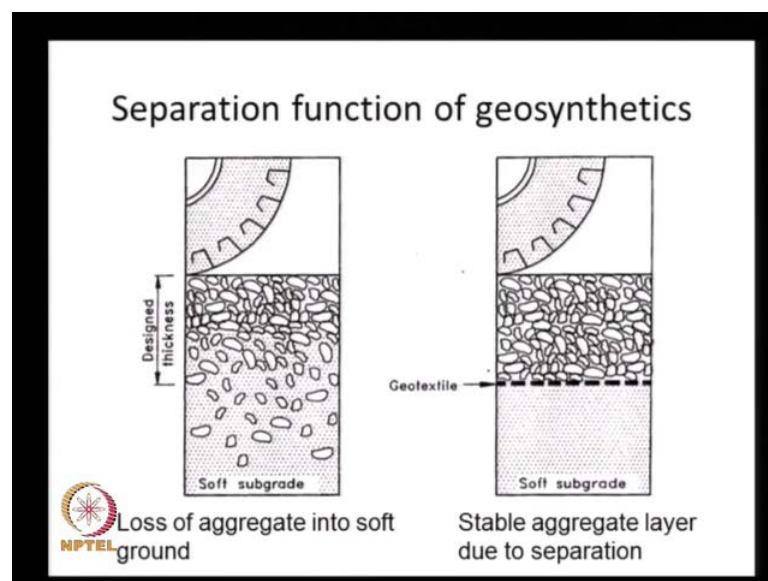 Separation function of geosynthetics
Designed
thickness
Soft subgrade
Geotextile
Soft subgrade
Loss of aggregate into soft
ground
Stable aggregate layer
due to separation
NPTEL